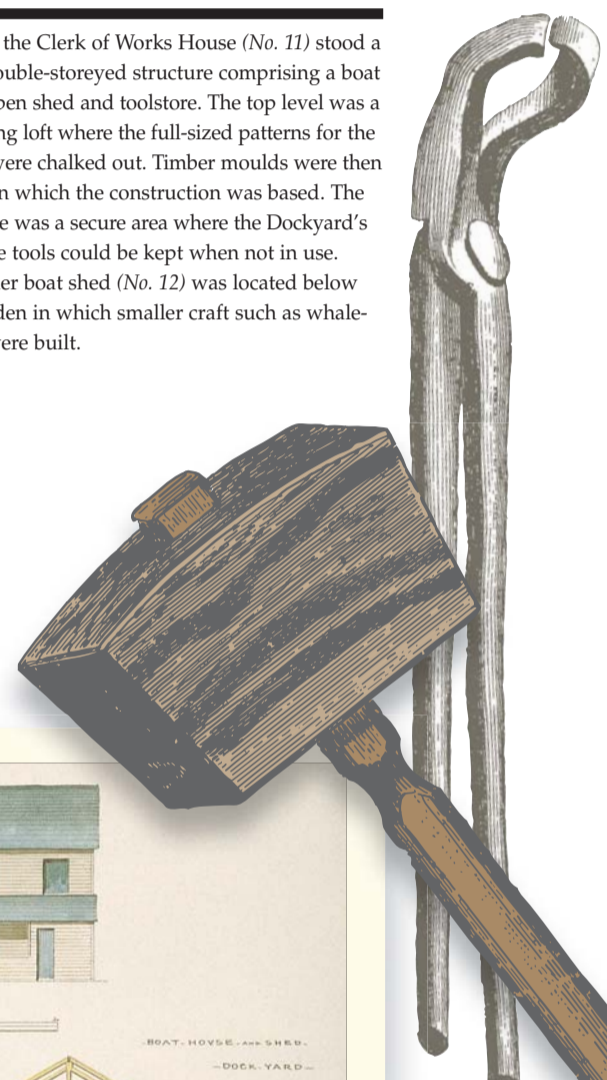 the Clerk of Works House (No. 11) stood a
ouble-storeyed structure comprising a boat
pen shed and toolstore. The top level was a
ng loft where the full-sized patterns for the
vere chalked out. Timber moulds were then
n which the construction was based. The
e was a secure area where the Dockyard's
e tools could be kept when not in use.
er boat shed (No. 12) was located below
den in which smaller craft such as whale-
vere built.
-BOAT-HOVSE-AND SHED.
-DOCK-YARD-